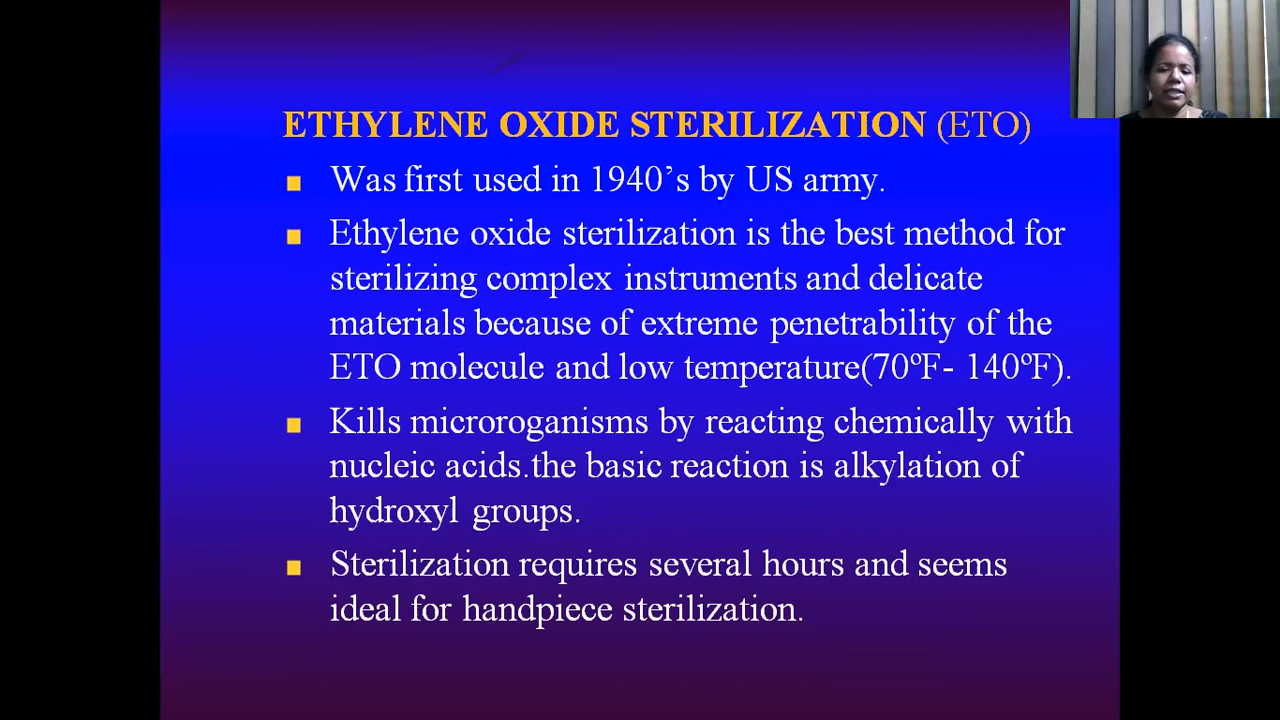 ETHYLENE OXIDE STERILIZATION (ETO)
Was first used in 1940’s by US army.
Ethylene oxide sterilization is the best method for
sterilizing complex instruments and delicate
materials because of extreme penetrability of the
ETO molecule and low temperature(70ºF- 140ºF).
Kills microroganisms by reacting chemically with
nucleic acids.the basic reaction is alkylation of
hydroxyl groups.
Sterilization requires several hours and seems
ideal for handpiece sterilization.